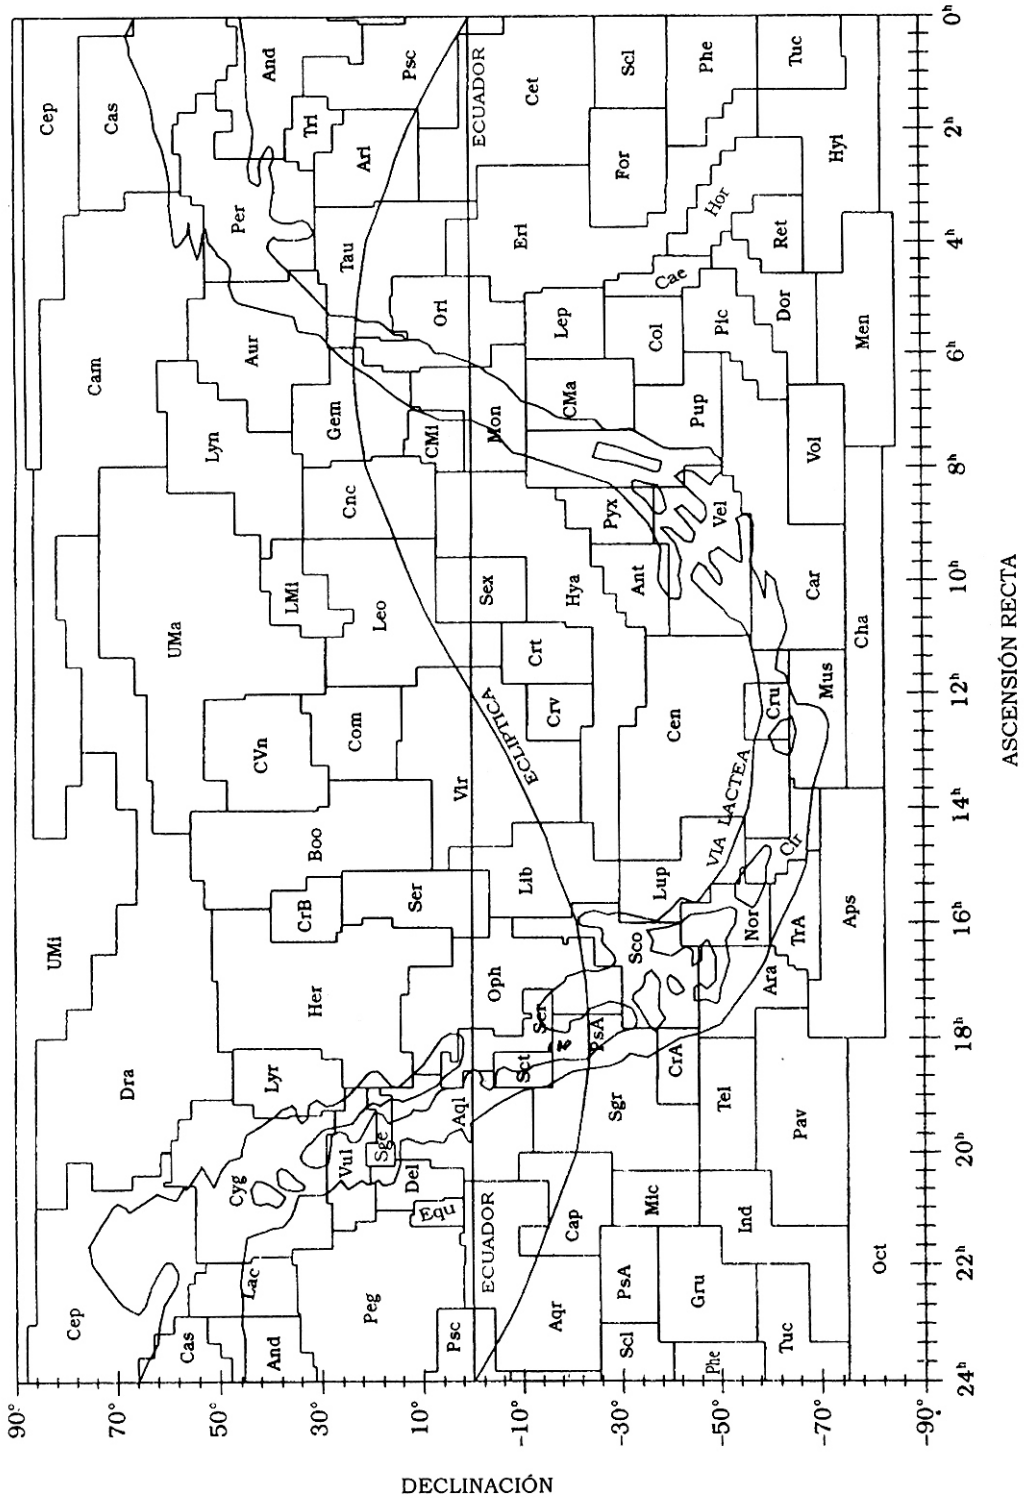 90°
Cep
UMi
Cam
Cep
70°
Cas
Dra
UMa
Cas
50°
Cyg
Lac
And
Lyr
Her
CVn
Boo
CrB
LMi
Lyn
Aur
Per
And
Tri
30°
Peg
Vul
Sge
Com
Leo
Cnc
Gem
Tau
Ari
Psc
10°
Psc
Equ
Del
Aql
Ser
Vir
CMi
Ori
ECUADOR
ECUADOR
Oph
ECLIPTICA
Sex
Mon
Eri
Cet
-10°
Aqr
Cap
Sct
Ser
Lib
Crv
Crt
Hya
CMa
Lep
PsA
Scl
PsA
Sgr
Sco
Pyx
For
Scl
-30°
Mic
CrA
Lup
Cen
Ant
Col
Cae
Gru
Phe
Pup
Hor
Phe
-50°
Ind
Tel
Nor
VIA LACTEA
Vel
Pic
Ara
Cir
Cru
Dor
Ret
Tuc
-70°
Tuc
Pav
TrA
Mus
Car
Vol
Hyi
Oct
Aps
Cha
Men
-90°
24ʰ
22ʰ
20ʰ
18ʰ
16ʰ
14ʰ
12ʰ
10ʰ
8ʰ
6ʰ
4ʰ
2ʰ
0ʰ
DECLINACIÓN
ASCENSIÓN RECTA